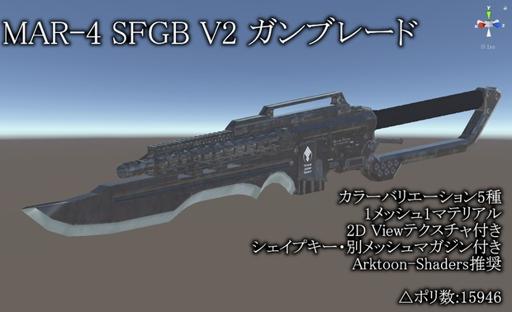 MAR-4 SFGB V2 ガンブレード
カラーバリエーション5種
1メッシュ1マテリアル
2D Viewテクスチャ付き
シェイプキー・別メッシュマガジン付き
Arktoon-Shaders推奨
△ポリ数:15946